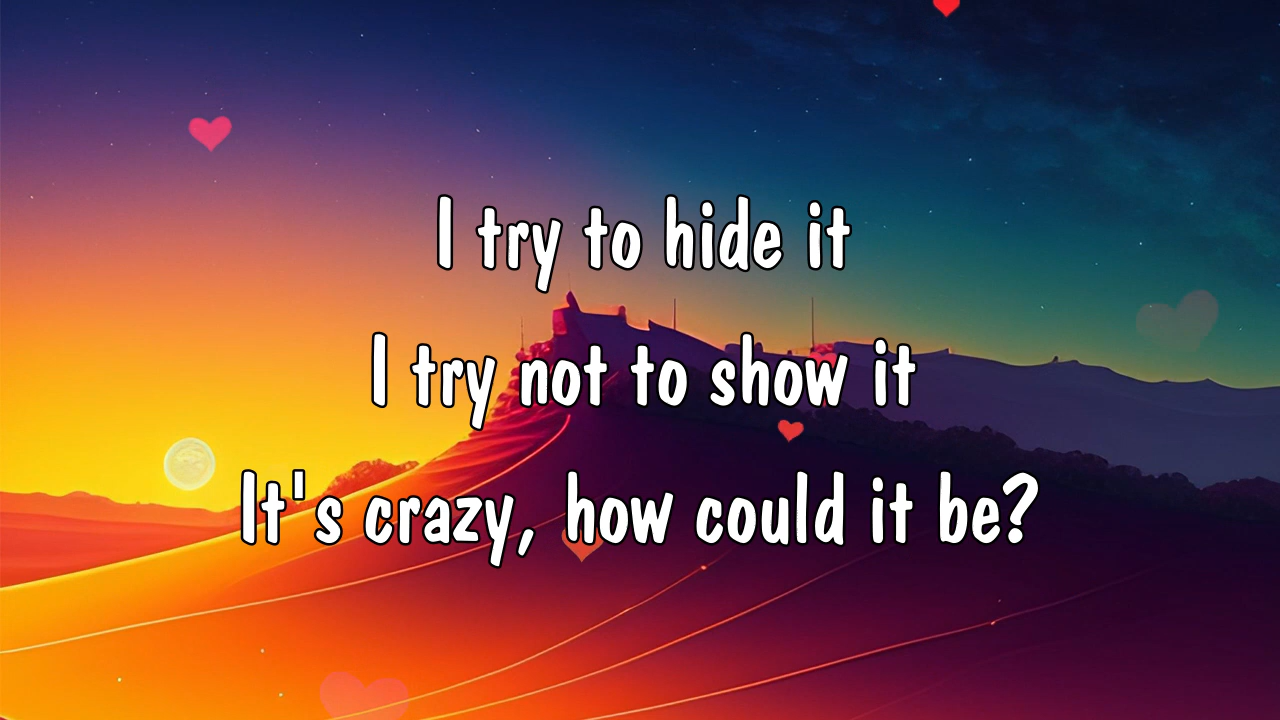 I try to hide it
I try not to show it
It's crazy, how could it be?